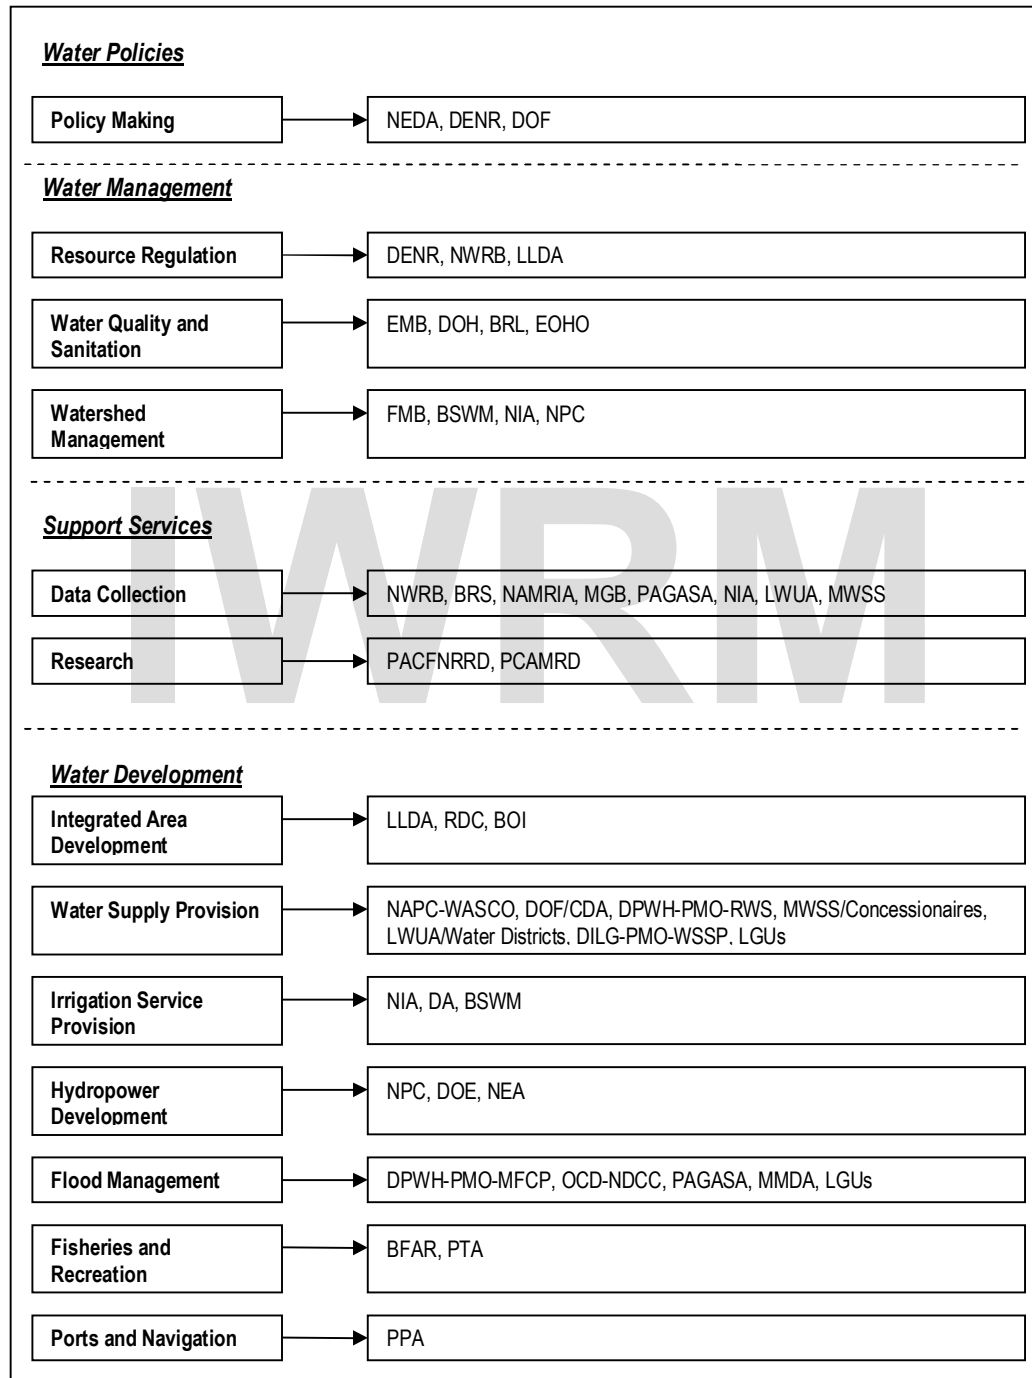 Water Policies
Policy Making
NEDA, DENR, DOF
Water Management
Resource Regulation
DENR, NWRB, LLDA
Water Quality and
Sanitation
EMB, DOH, BRL, EOHO
Watershed
Management
FMB, BSWM, NIA, NPC
IWRM
Support Services
Data Collection
NWRB, BRS, NAMRIA, MGB, PAGASA, NIA, LWUA, MWSS
Research
PACFNRRD, PCAMRD
Water Development
Integrated Area
Development
LLDA, RDC, BOI
Water Supply Provision
NAPC-WASCO, DOF/CDA, DPWH-PMO-RWS, MWSS/Concessionaires,
LWUA/Water Districts, DILG-PMO-WSSP, LGUs
Irrigation Service
Provision
NIA, DA, BSWM
Hydropower
Development
NPC, DOE, NEA
Flood Management
DPWH-PMO-MFCP, OCD-NDCC, PAGASA, MMDA, LGUs
Fisheries and
Recreation
BFAR, PTA
Ports and Navigation
PPA